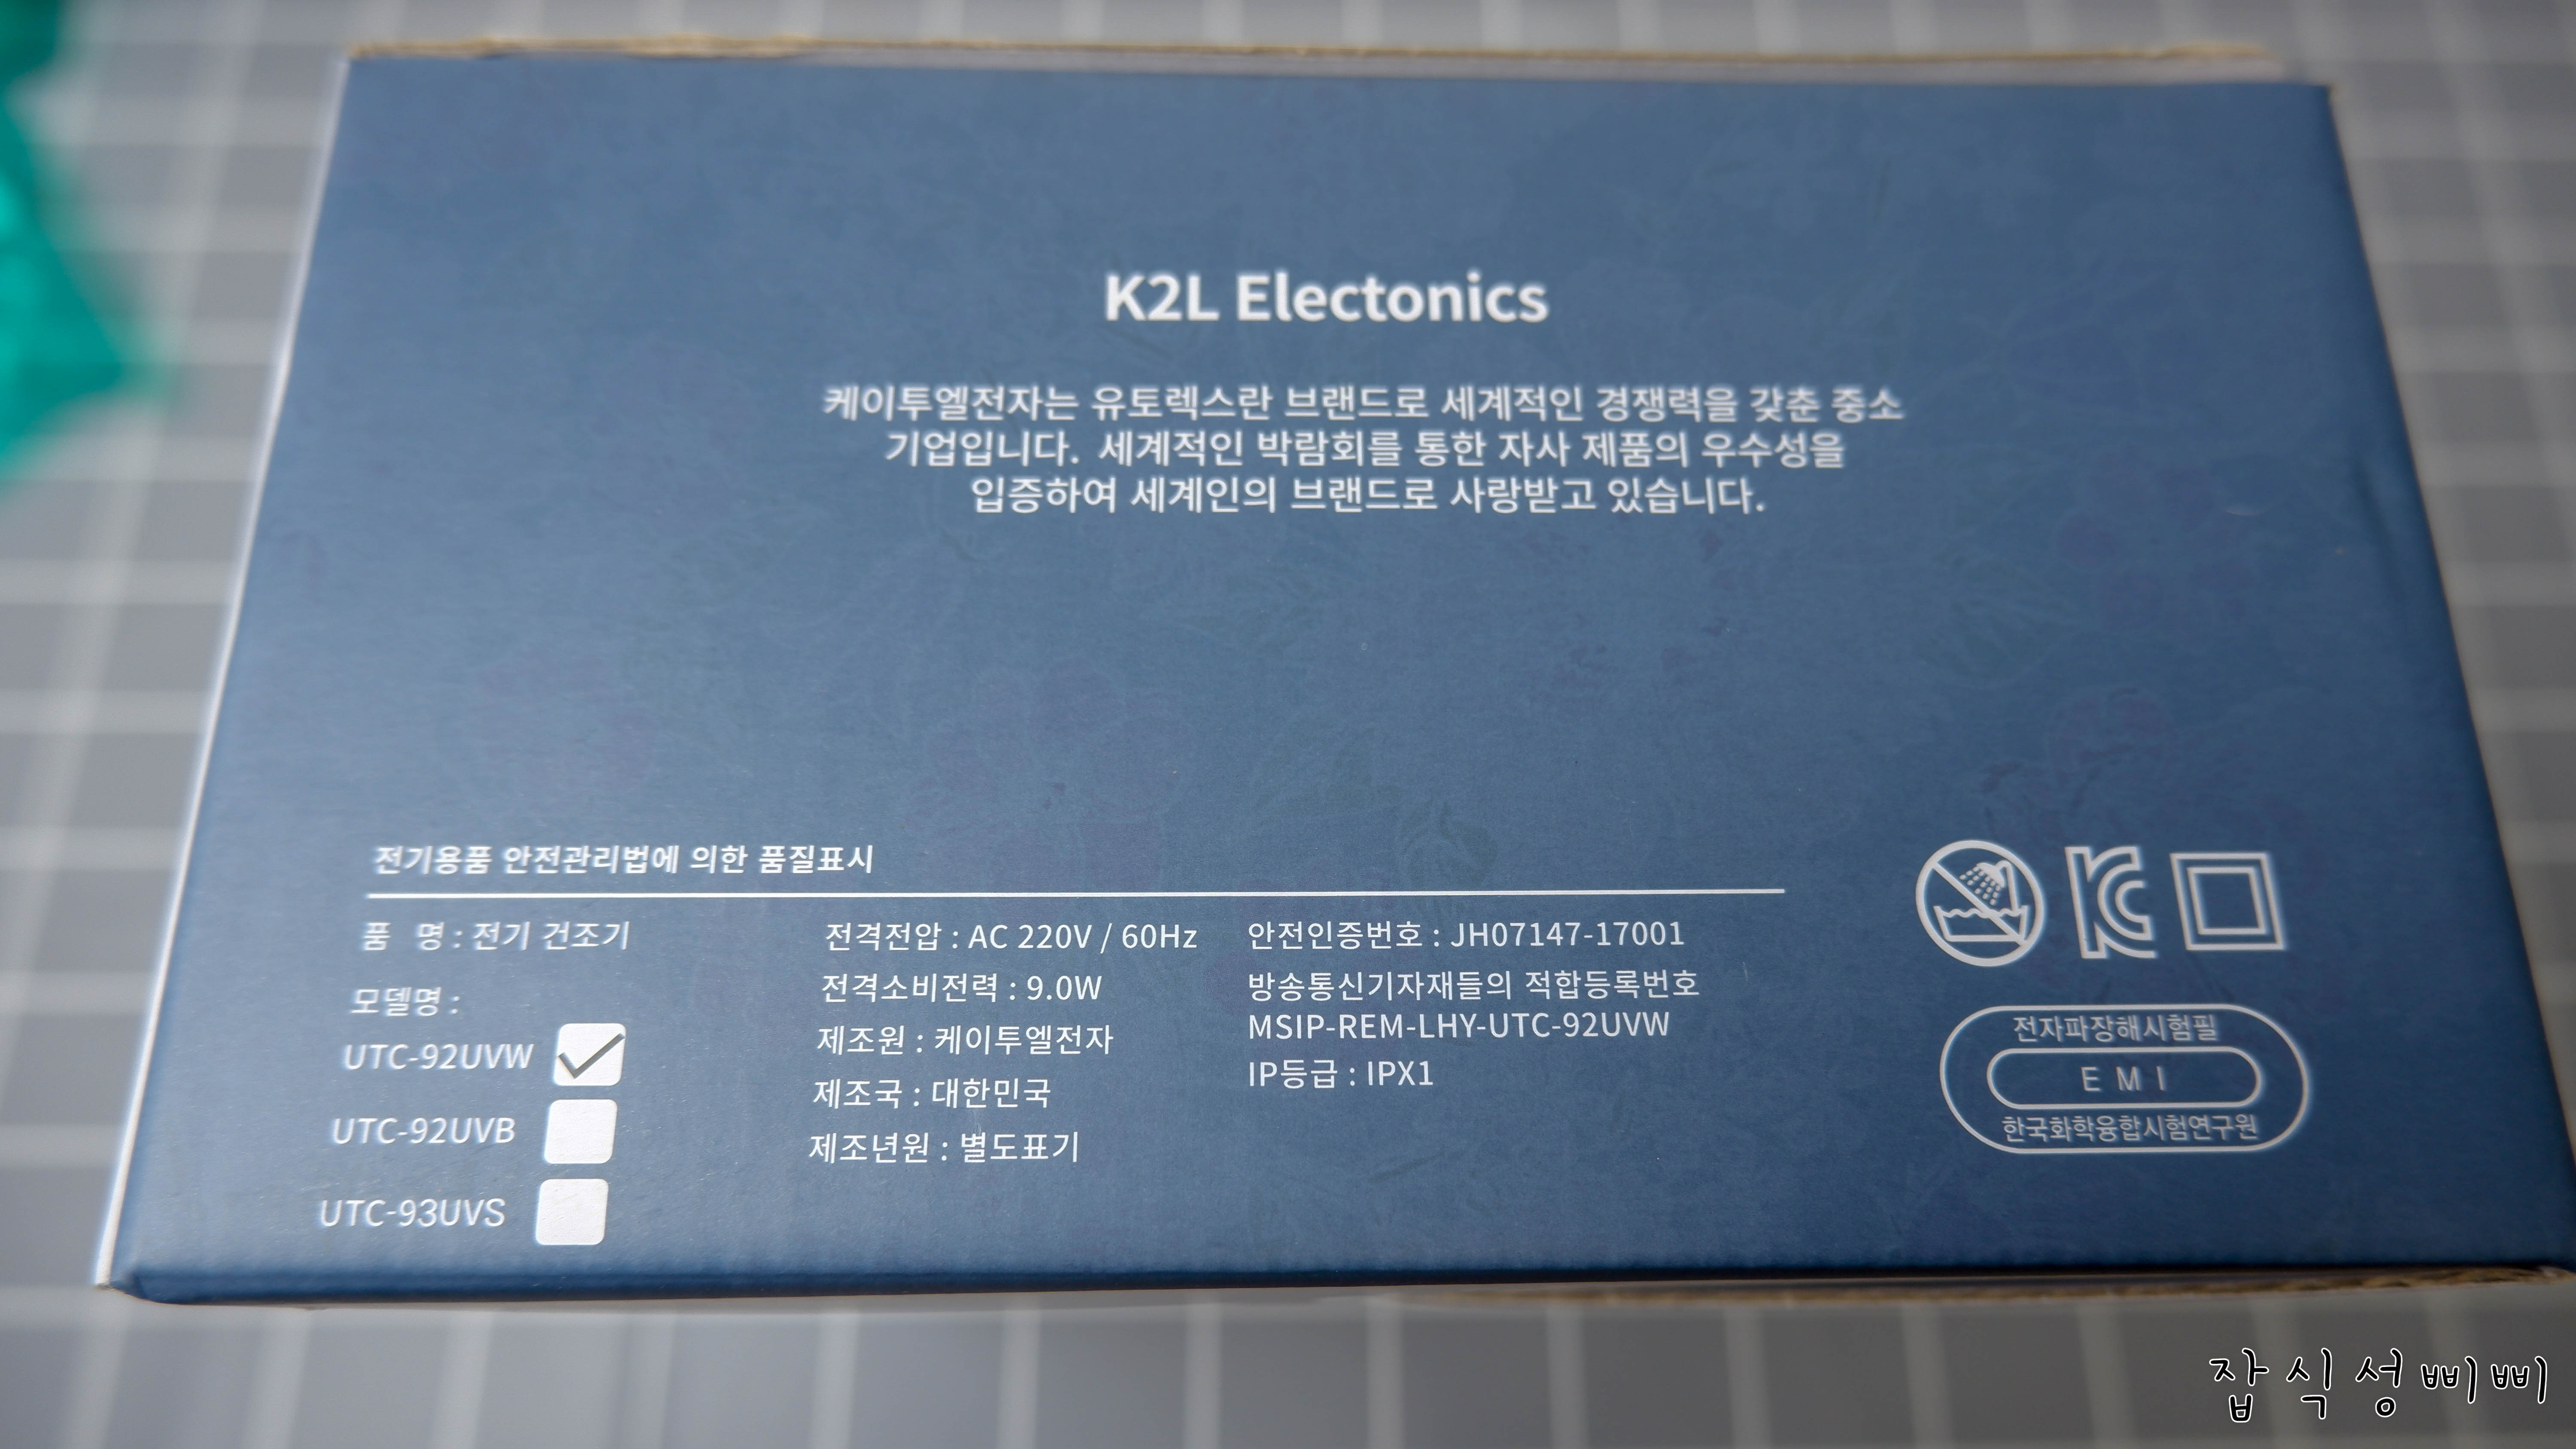 K2L Electonics
케이투엘전자는 유토렉스란 브랜드로 세계적인 경쟁력을 갖춘 중소
기업입니다. 세계적인 박람회를 통한 자사 제품의 우수성을
입증하여 세계인의 브랜드로 사랑받고 있습니다.
전기용품 안전관리법에 의한 품질표시
품 명 : 전기 건조기
모델명 :
UTC-92UVW
UTC-92UVB
UTC-93UVS
전격전압 : AC 220V / 60Hz
전격소비전력 : 9.0W
제조원 : 케이투엘전자
제조국 : 대한민국
제조년원 : 별도표기
안전인증번호 : JH07147-17001
방송통신기자재들의 적합등록번호
MSIP-REM-LHY-UTC-92UVW
IP등급 : IPX1
전자파장해시험필
E M I
한국화학융합시험연구원
잡식성삐삐